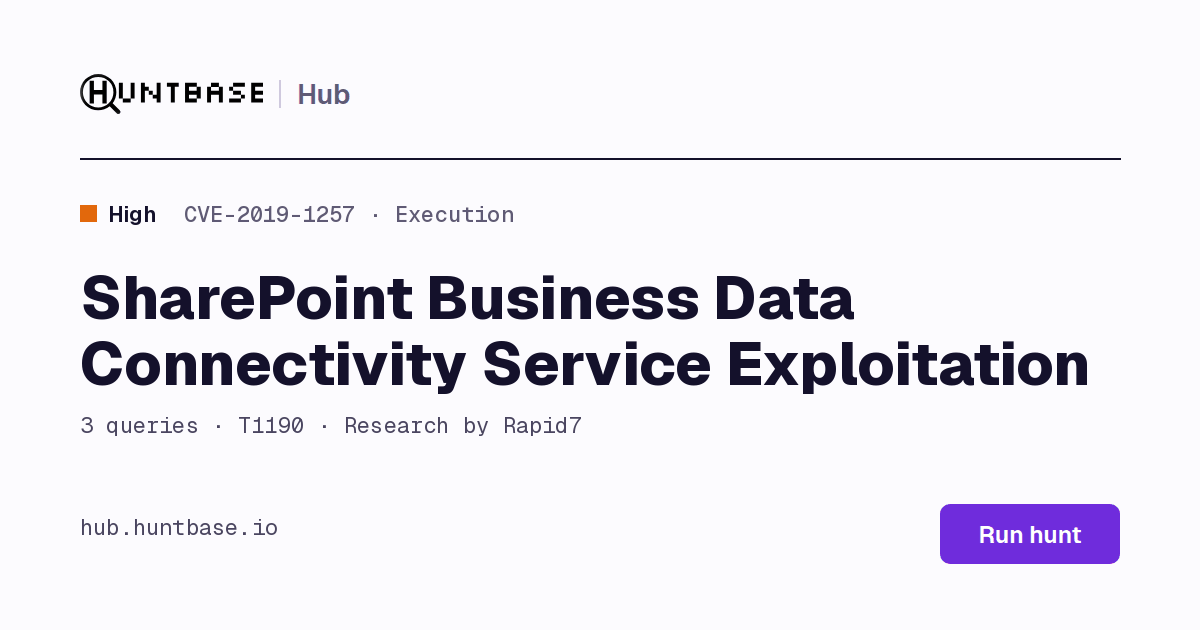 HUNTBASE Hub
High CVE-2019-1257 · Execution
SharePoint Business Data
Connectivity Service Exploitation
3 queries · T1190 · Research by Rapid7
hub.huntbase.io
Run hunt